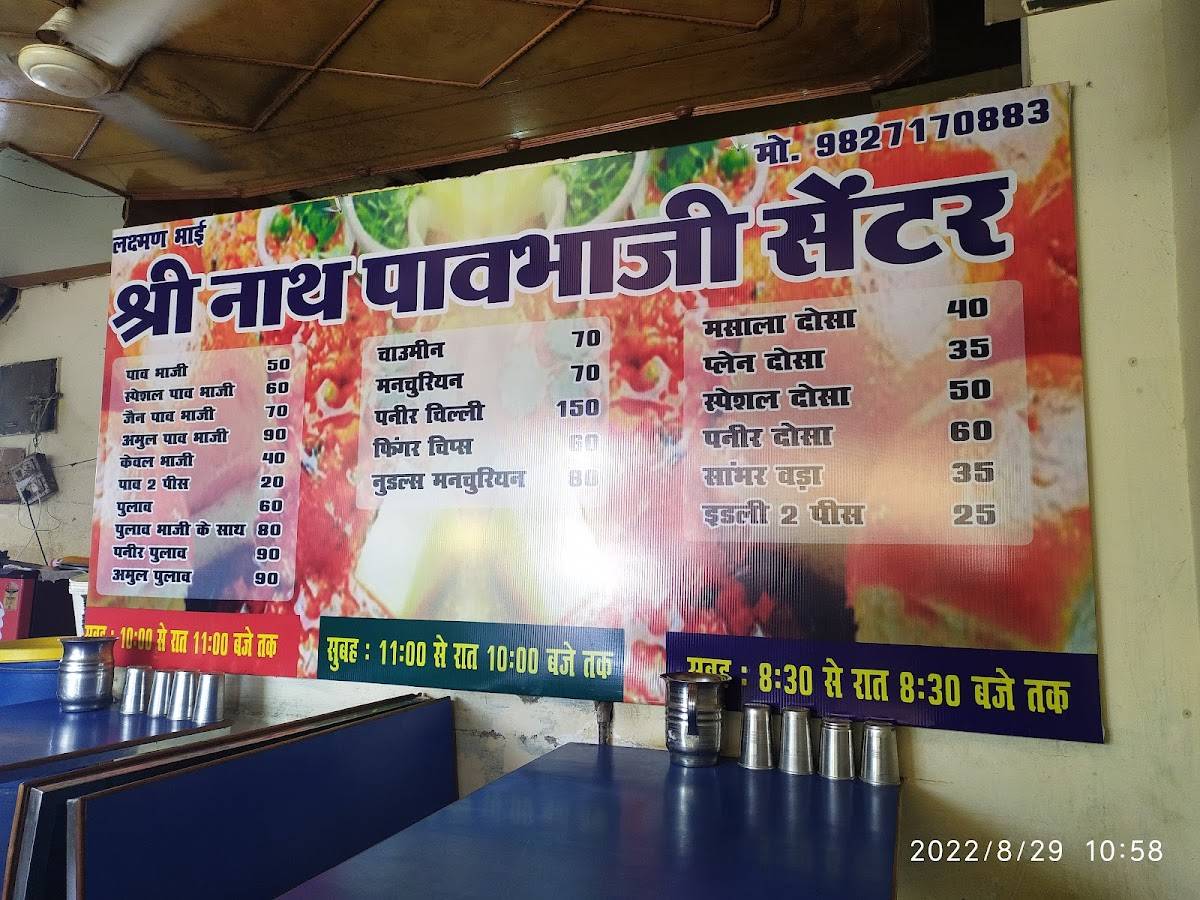 मो. 9827170883
लक्ष्मण भाई
श्री नाथ पावभाजी सेंटर
पाव भाजी 50
स्पेशल पाव भाजी 60
जैन पाव भाजी 70
अमुल पाव भाजी 90
केवल भाजी 40
पाव 2 पीस 20
पुलाव 60
पुलाव भाजी के साथ 80
पनीर पुलाव 90
अमुल पुलाव 90
सुबह : 10:00 से रात 11:00 बजे तक
चाउमीन 70
मनचुरियन 70
पनीर चिल्ली 150
फिंगर चिप्स 60
नुडल्स मनचुरियन 80
सुबह : 11:00 से रात 10:00 बजे तक
मसाला दोसा 40
प्लेन दोसा 35
स्पेशल दोसा 50
पनीर दोसा 60
सांभर वड़ा 35
इडली 2 पीस 25
सुबह : 8:30 से रात 8:30 बजे तक
2022/8/29 10:58